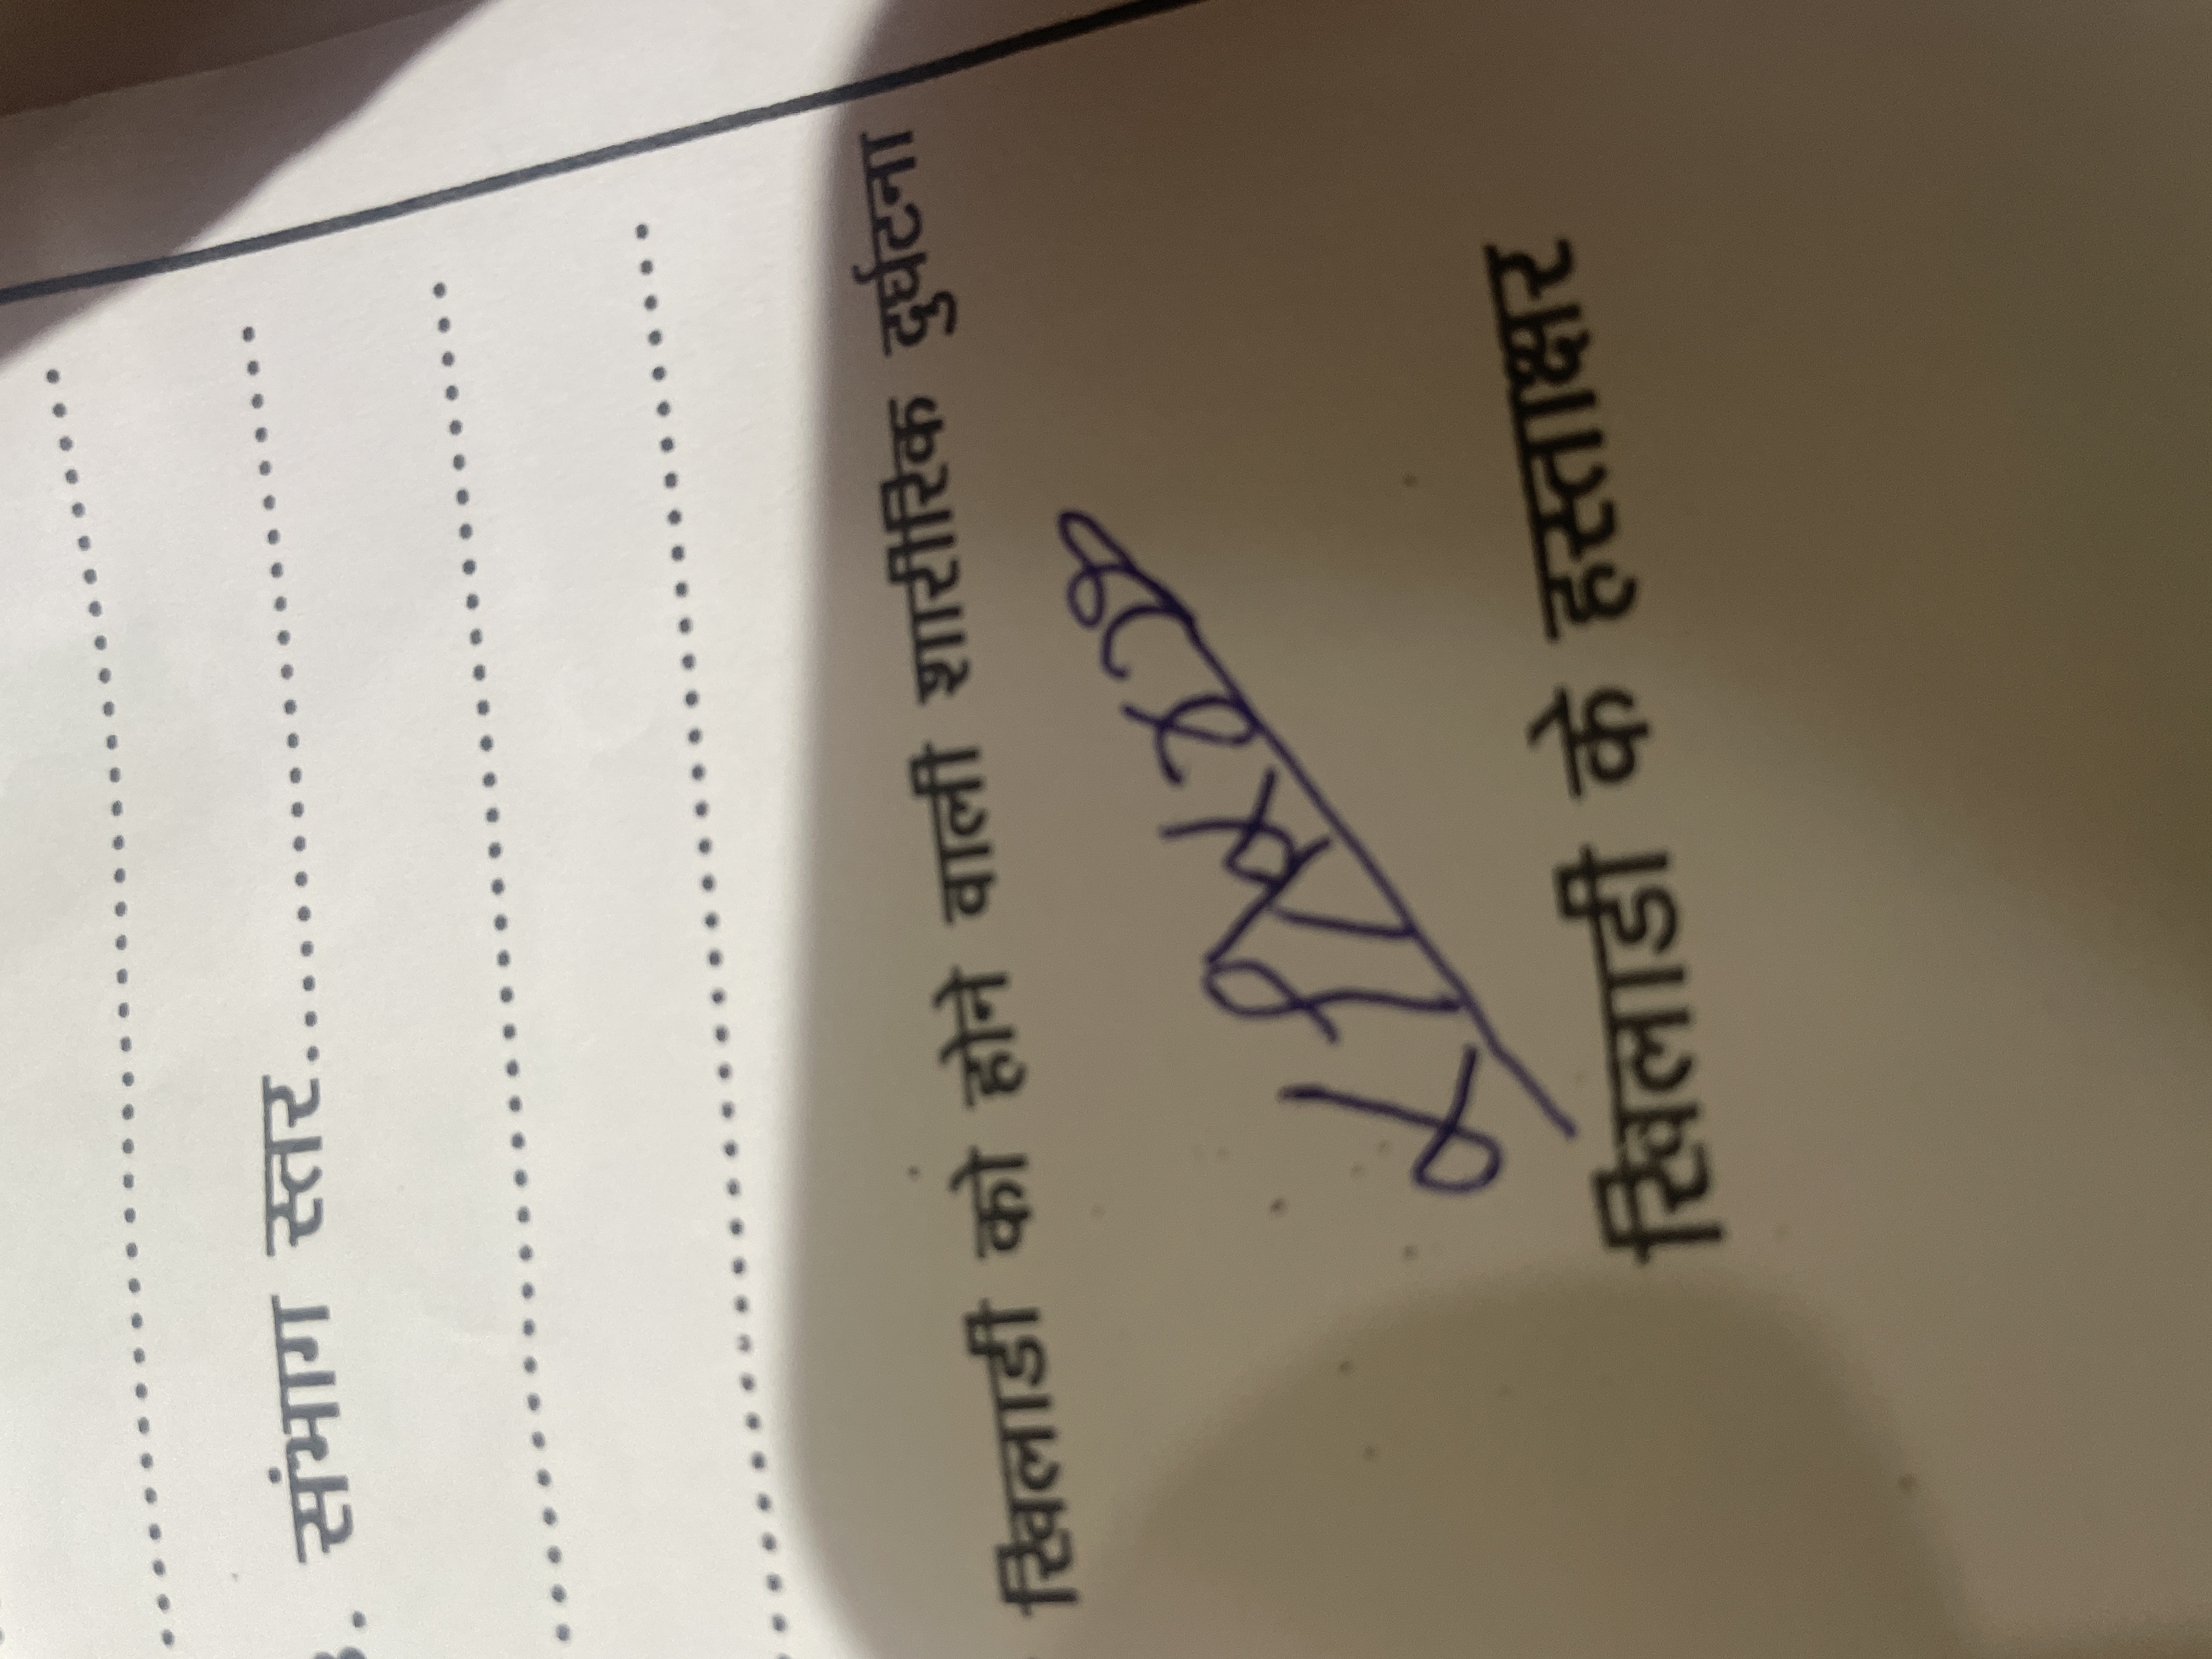 संभाग स्तर............................
खिलाडी को होने वाली शारीरिक दुर्घटना
खिलाडी के हस्ताक्षर